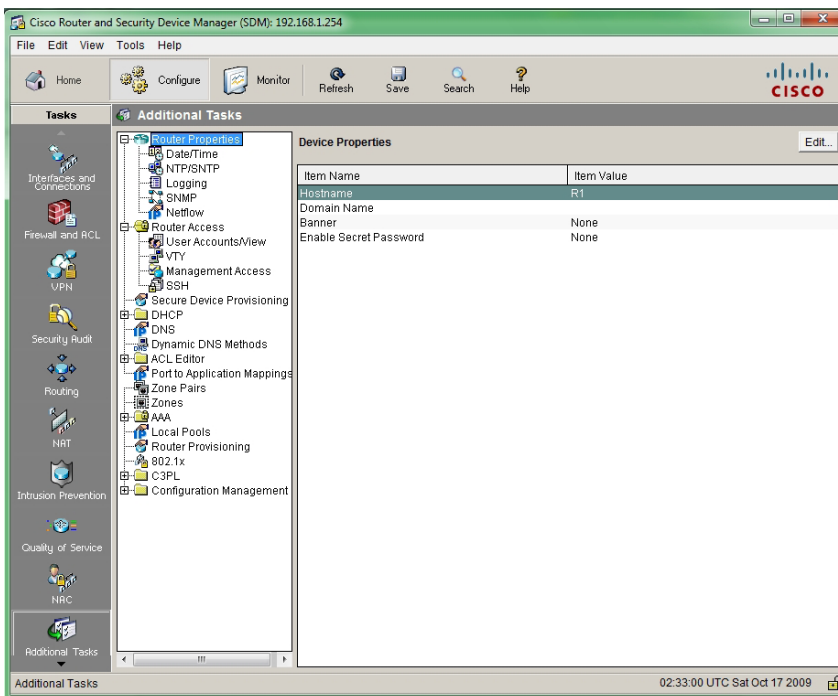 Cisco Router and Security Device Manager (SDM): 192.168.1.254
File Edit View Tools Help
Home Configure Monitor Refresh Save Search Help
CISCO
Tasks
Interfaces and
Connections
Firewall and ACL
VPN
Security Audit
Routing
NAT
Intrusion Prevention
Quality of Service
NAC
Additional Tasks
Additional Tasks
Router Properties
Date/Time
NTP/SNTP
Logging
SNMP
Netflow
Router Access
User Accounts/View
VTY
Management Access
SSH
Secure Device Provisioning
DHCP
DNS
DNS
Dynamic DNS Methods
ACL Editor
Port to Application Mappings
Zone Pairs
Zones
AAA
Local Pools
Router Provisioning
802.1x
C3PL
Configuration Management
Device Properties
Edit...
Item Name Item Value
Hostname R1
Domain Name
Banner None
Enable Secret Password None
Additional Tasks
02:33:00 UTC Sat Oct 17 2009